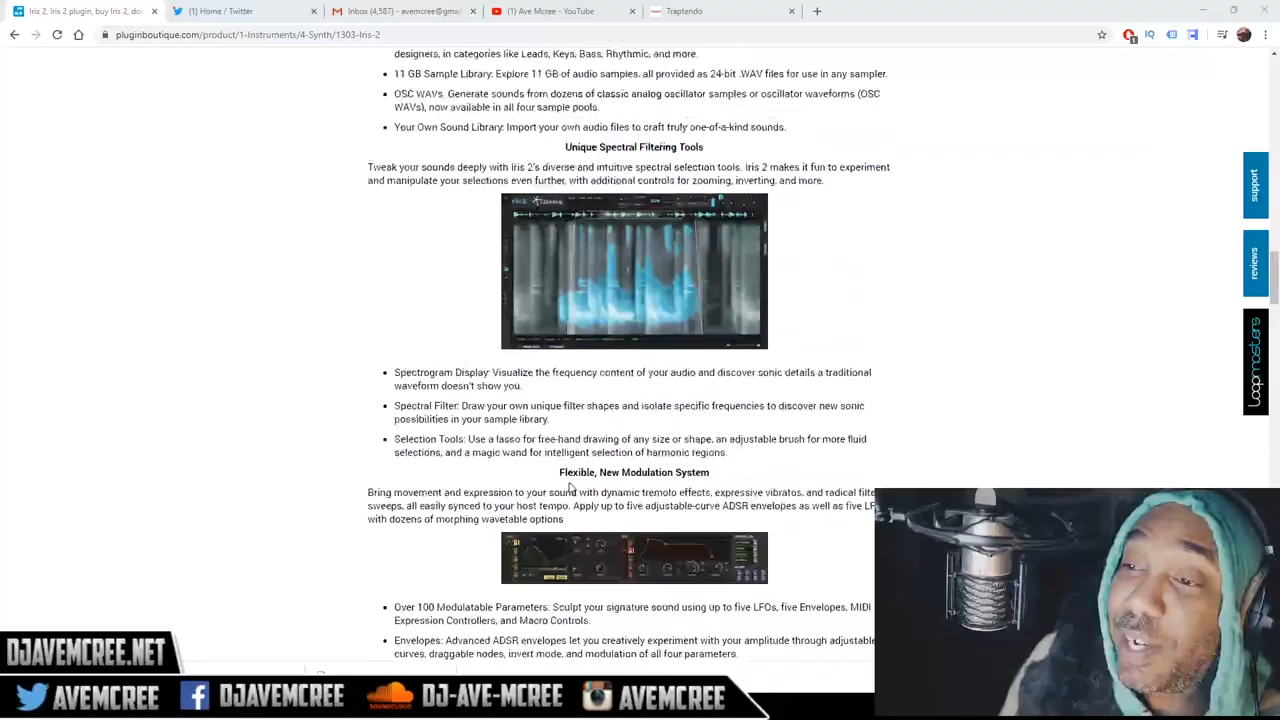 Iris 2, Iris 2 plugin, buy Iris 2, do
(1) Home / Twitter
Inbox (4,587) - avemcree@gmai
(1) Ave Mcree - YouTube
Traptendo
pluginboutique.com/product/1-Instruments/4-Synth/1303-Iris-2
designers, in categories like Leads, Keys, Bass, Rhythmic, and more.
11 GB Sample Library: Explore 11 GB of audio samples, all provided as 24-bit .WAV files for use in any sampler.
OSC WAVs. Generate sounds from dozens of classic analog oscillator samples or oscillator waveforms (OSC
WAVs), now available in all four sample pools.
Your Own Sound Library: Import your own audio files to craft truly one-of-a-kind sounds.
Unique Spectral Filtering Tools
Tweak your sounds deeply with Iris 2's diverse and intuitive spectral selection tools. Iris 2 makes it fun to experiment
and manipulate your selections even further, with additional controls for zooming, inverting, and more.
Spectrogram Display: Visualize the frequency content of your audio and discover sonic details a traditional
waveform doesn't show you.
Spectral Filter: Draw your own unique filter shapes and isolate specific frequencies to discover new sonic
possibilities in your sample library.
Selection Tools: Use a lasso for free-hand drawing of any size or shape, an adjustable brush for more fluid
selections, and a magic wand for intelligent selection of harmonic regions.
Flexible, New Modulation System
Bring movement and expression to your sound with dynamic tremolo effects, expressive vibratos, and radical filte
sweeps, all easily synced to your host tempo. Apply up to five adjustable-curve ADSR envelopes as well as five LF
with dozens of morphing wavetable options
Over 100 Modulatable Parameters: Sculpt your signature sound using up to five LFOs, five Envelopes, MIDI
Expression Controllers, and Macro Controls.
Envelopes: Advanced ADSR envelopes let you creatively experiment with your amplitude through adjustable
curves, draggable nodes, invert mode, and modulation of all four parameters.
support
reviews
loopmasters
DJAVEMCREE.NET
AVEMCREE
DJAVEMCREE
SOUNDCLOUD
DJ-AVE-MCREE
AVEMCREE